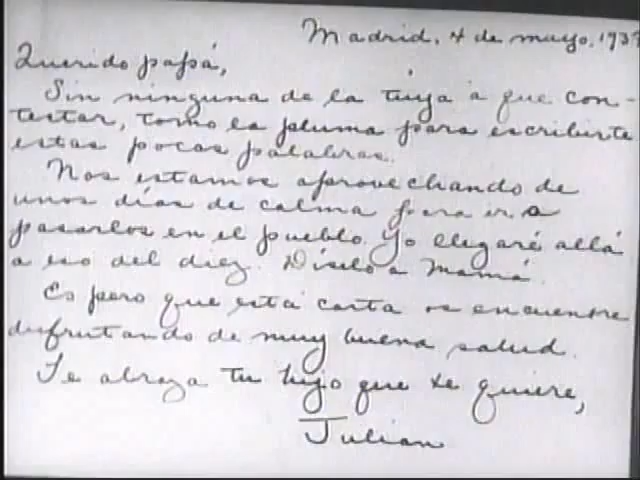 Madrid, 4 de mayo, 193
Querido papá,
Sin ninguna de la tuya a que con-
testar, tomo la pluma para escribirte
estas pocas palabras.
Nos estamos aprovechando de
unos días de calma para ir a
pasarlos en el pueblo. Yo llegaré allá
a eso del diez. Díselo a Mamá.
Espero que esta carta os encuentre
disfrutando de muy buena salud.
Te abraza tu hijo que te quiere,
Julian